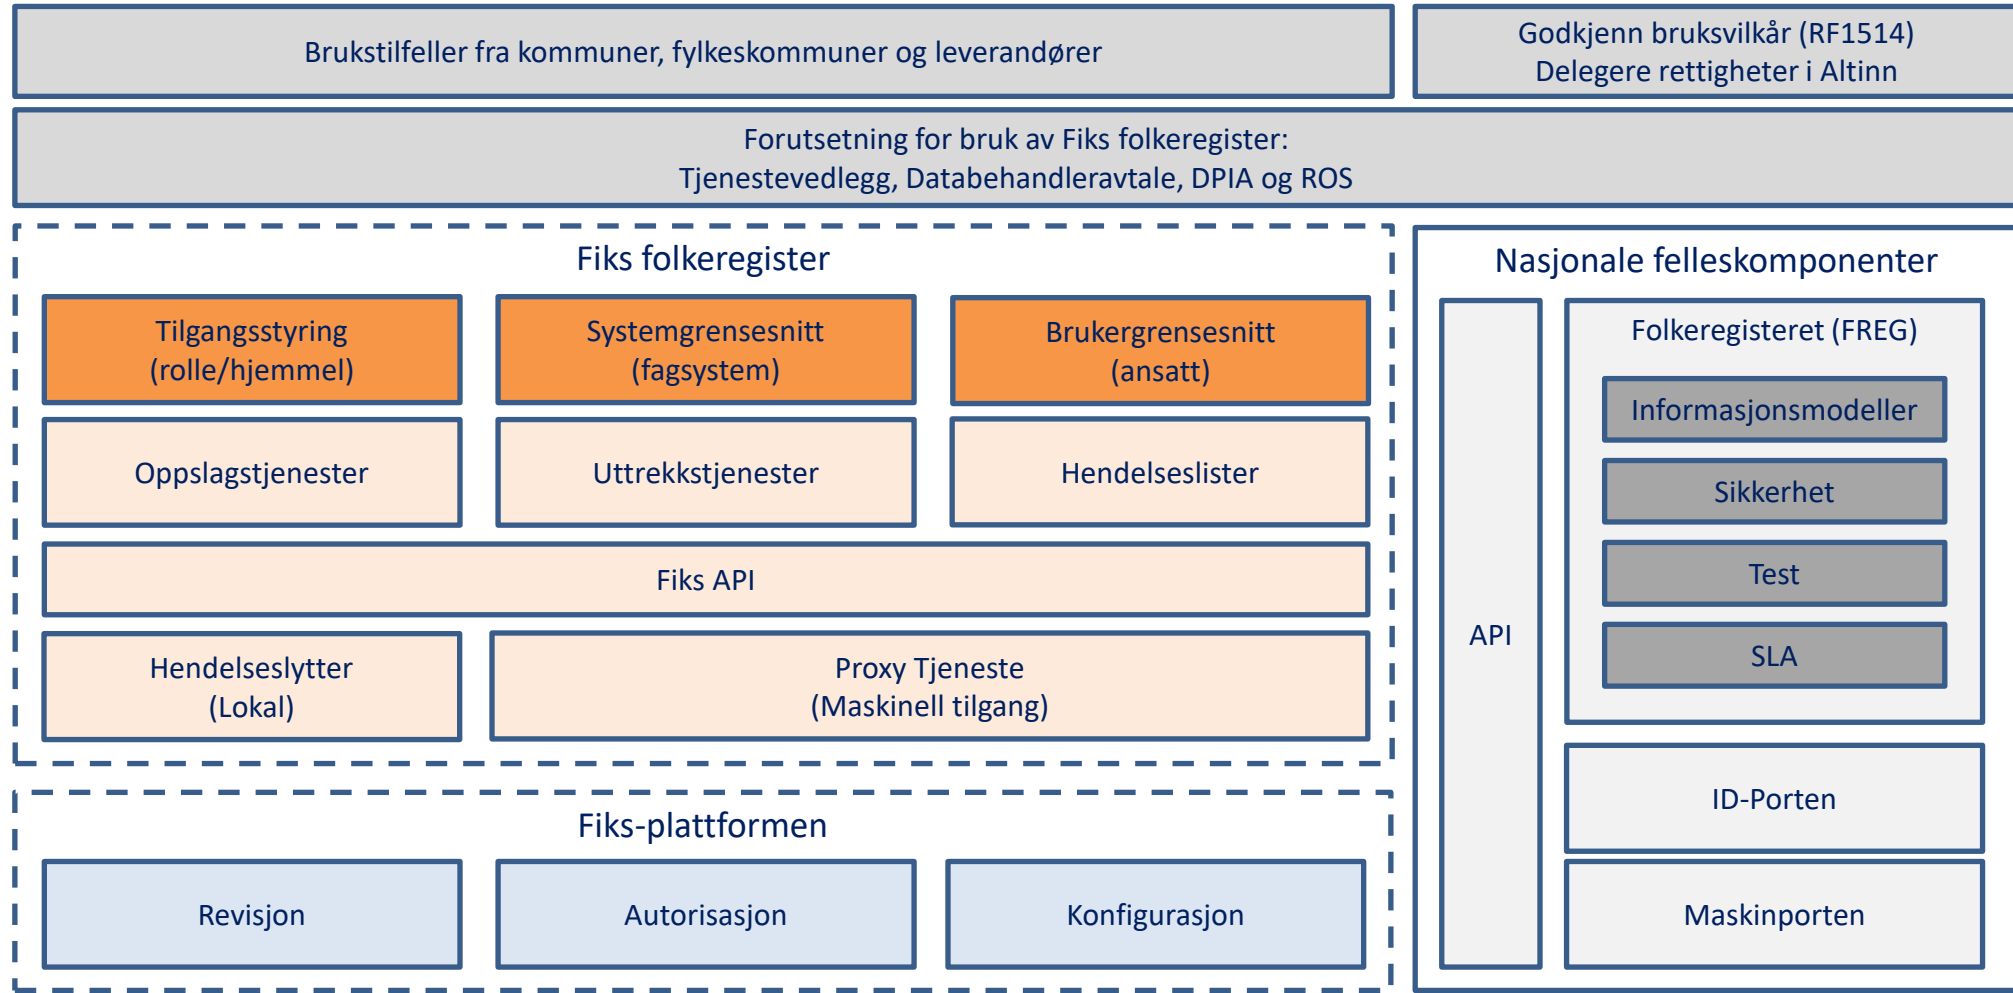 Brukstilfeller fra kommuner, fylkeskommuner og leverandører
Godkjenn bruksvilkår (RF1514)
Delegere rettigheter i Altinn
Forutsetning for bruk av Fiks folkeregister:
Tjenestevedlegg, Databehandleravtale, DPIA og ROS
Fiks folkeregister
Tilgangsstyring
(rolle/hjemmel)
Systemgrensesnitt
(fagsystem)
Brukergrensesnitt
(ansatt)
Oppslagstjenester
Uttrekkstjenester
Hendelseslister
Fiks API
Hendelseslytter
(Lokal)
Proxy Tjeneste
(Maskinell tilgang)
Fiks-plattformen
Revisjon
Autorisasjon
Konfigurasjon
Nasjonale felleskomponenter
API
Folkeregisteret (FREG)
Informasjonsmodeller
Sikkerhet
Test
SLA
ID-Porten
Maskinporten